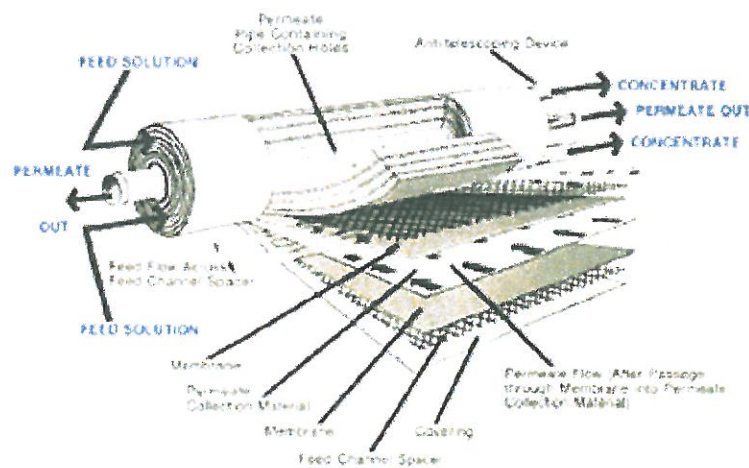 Permeate
Pipe Containing
Collection Holes
Antitelescoping Device
FEED SOLUTION
CONCENTRATE
PERMEATE OUT
CONCENTRATE
PERMEATE
OUT
Feed Flow Across
Feed Channel Spacer
FEED SOLUTION
Membrane
Permeate
Collection Material
Membrane
Feed Channel Spacer
Covering
Permeate Flow (After Passage
through Membrane into Permeate
Collection Material)